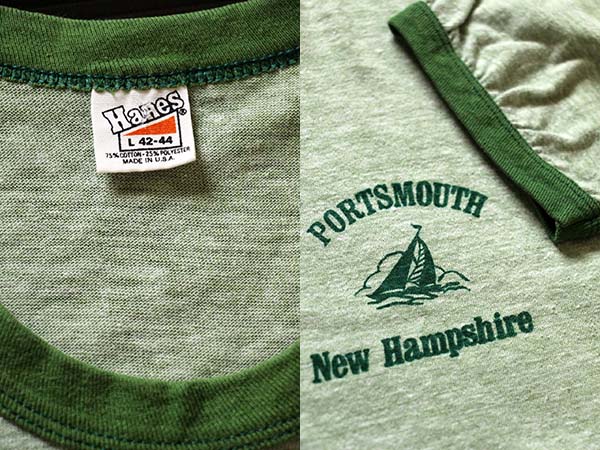 Hanes®
L 42-44
75% COTTON • 25% POLYESTER
MADE IN U.S.A.
PORTSMOUTH
New Hampshire